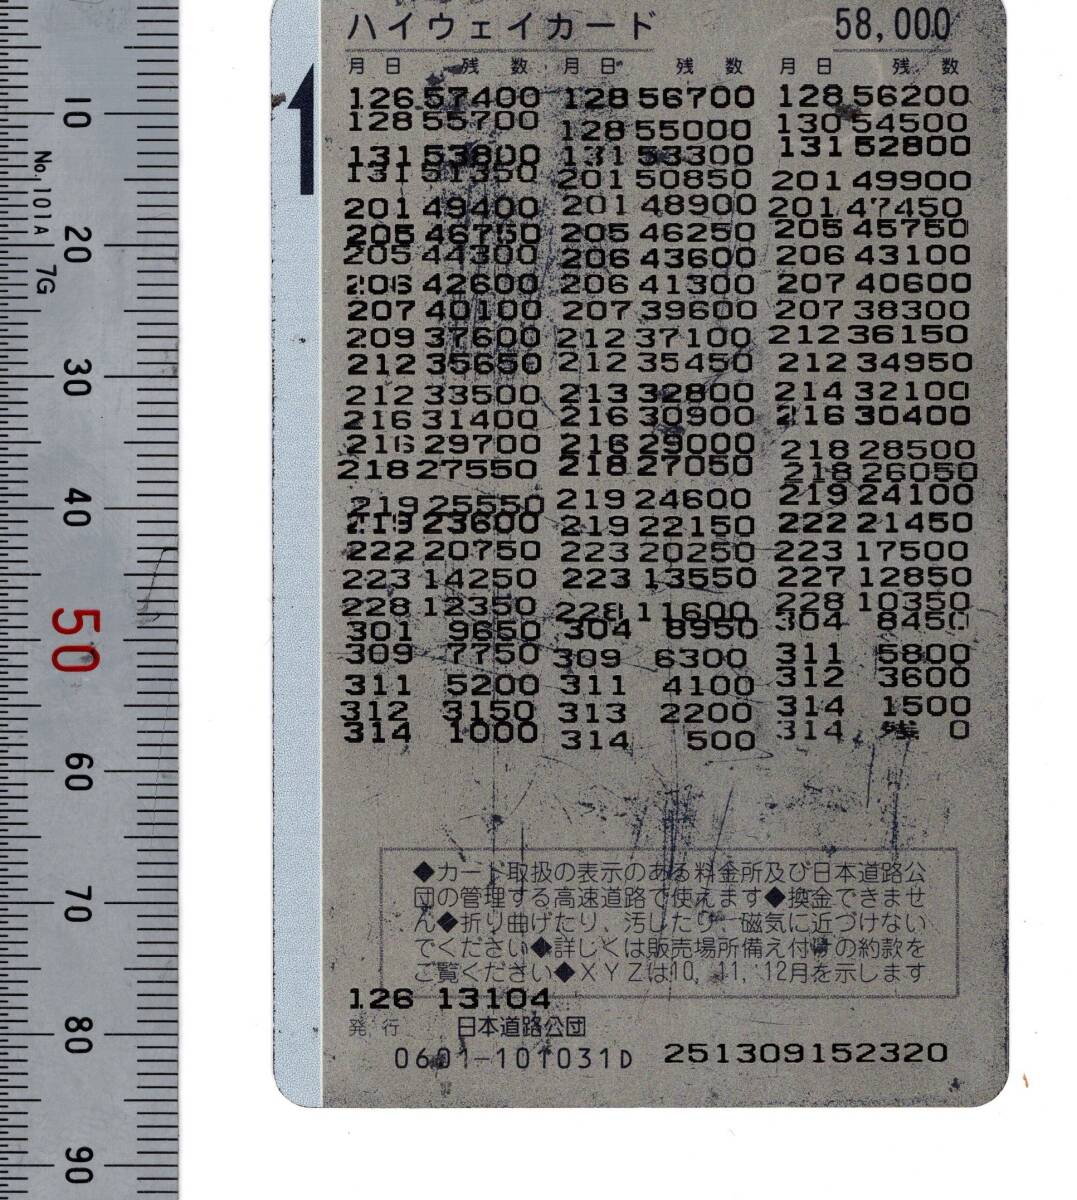 ハイウェイカード 58,000
月 日 残 数 月 日 残 数 月 日 残 数
126 57400 128 56700 128 56200
128 55700 128 55000 130 54500
131 53800 131 53300 131 52800
131 51350 201 50850 201 49900
201 49400 201 48900 201 47450
205 46750 205 46250 205 45750
205 44300 206 43600 206 43100
206 42600 206 41300 207 40600
207 40100 207 39600 207 38300
209 37600 212 37100 212 36150
212 35650 212 35450 212 34950
212 33500 213 32800 214 32100
216 31400 216 30900 216 30400
216 29700 216 29000 218 28500
218 27550 218 27050 218 26050
219 25550 219 24600 219 24100
219 23600 219 22150 222 21450
222 20750 223 20250 223 17500
223 14250 223 13550 227 12850
228 12350 228 11600 228 10350
301 9650 304 8950 304 8450
309 7750 309 6300 311 5800
311 5200 311 4100 312 3600
312 3150 313 2200 314 1500
314 1000 314 500 314 残 0
◆カード取扱の表示のある料金所及び日本道路公
団の管理する高速道路で使えます◆換金できませ
ん◆折り曲げたり、汚したり、磁気に近づけない
でください◆詳しくは販売場所備え付けの約款を
ご覧ください◆XYZは10, 11, 12月を示します
126 13104
発 行 日本道路公団
0601-101031D 251309152320
1
10
No.101A 7G
20
30
40
50
60
70
80
90